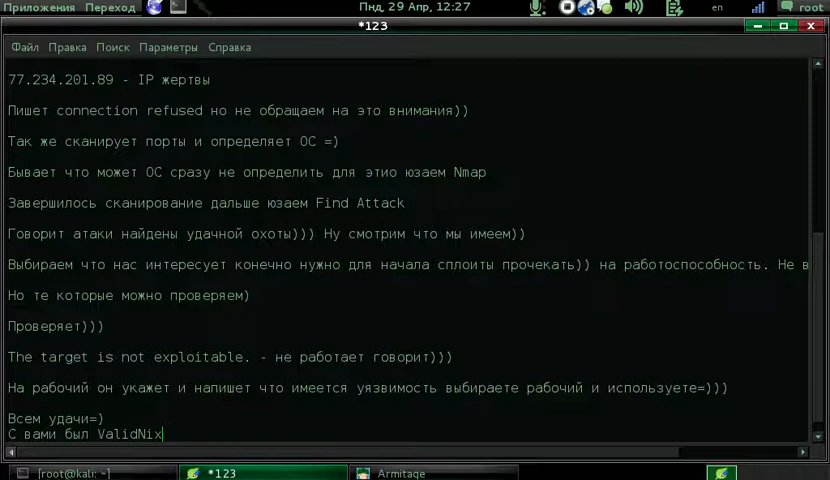 Приложения Переход Пнд, 29 Апр, 12:27 en root
*123
Файл Правка Поиск Параметры Справка
77.234.201.89 - IP жертвы
Пишет connection refused но не обращаем на это внимания))
Так же сканирует порты и определяет ОС =)
Бывает что может ОС сразу не определить для этио юзаем Nmap
Завершилось сканирование дальше юзаем Find Attack
Говорит атаки найдены удачной охоты))) Ну смотрим что мы имеем))
Выбираем что нас интересует конечно нужно для начала сплоиты прочекать)) на работоспособность. Не в
Но те которые можно проверяем)
Проверяет)))
The target is not exploitable. - не работает говорит)))
На рабочий он укажет и напишет что имеется уязвимость выбираете рабочий и используете=)))
Всем удачи=)
С вами был ValidNix
[root@kali: ~] *123 Armitage